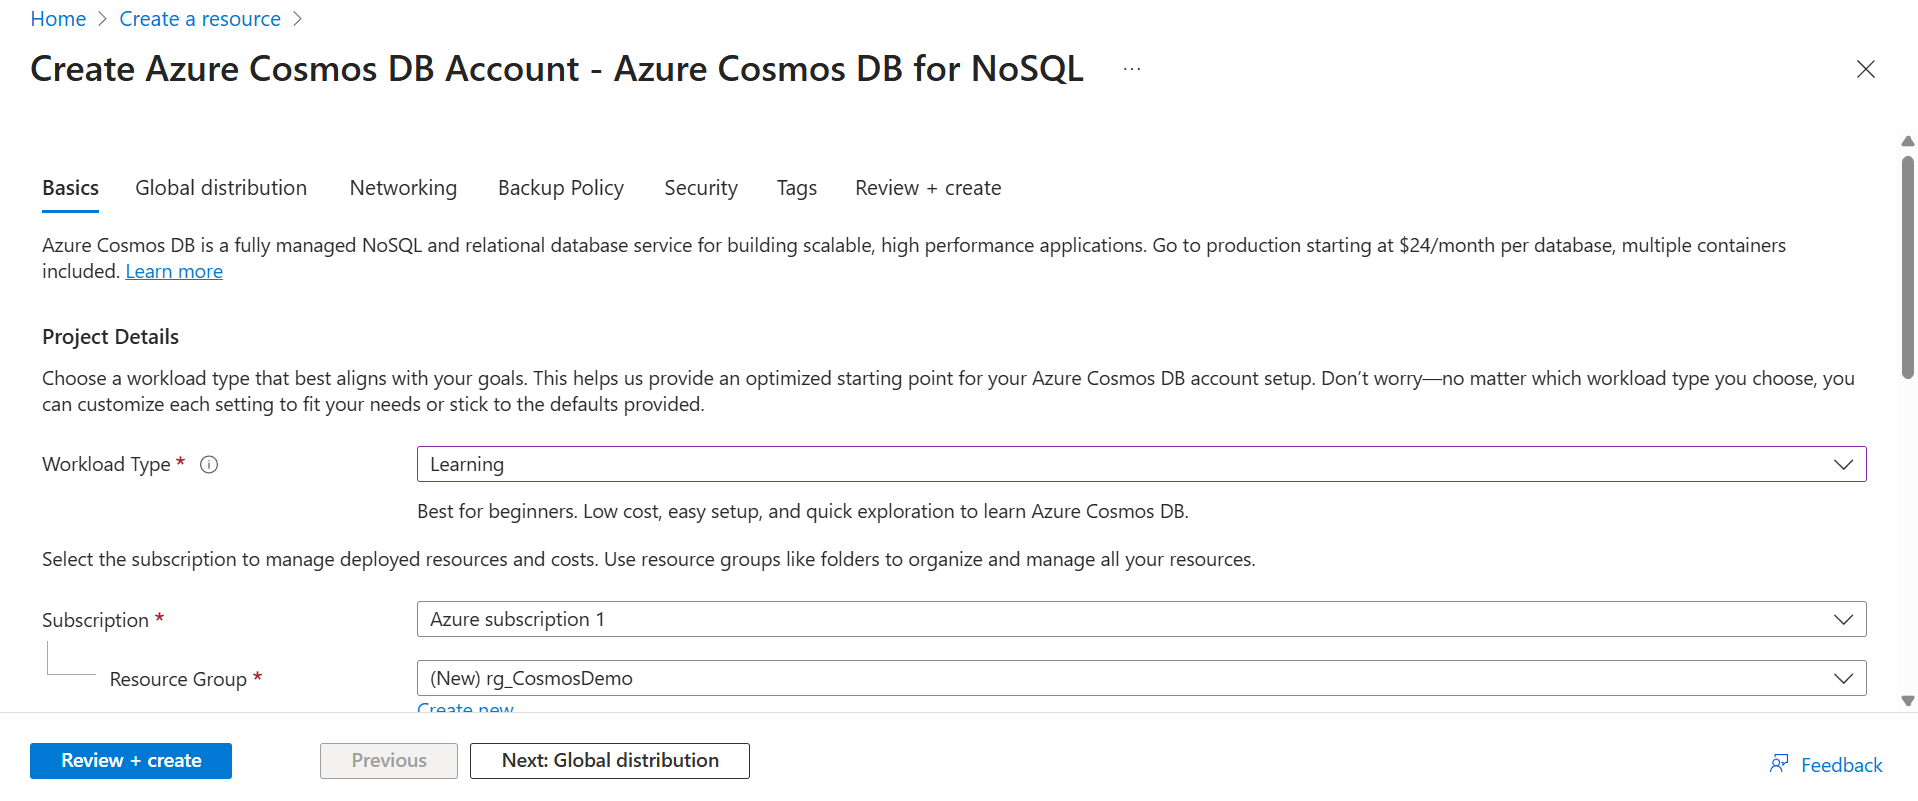 Home > Create a resource >
Create Azure Cosmos DB Account - Azure Cosmos DB for NoSQL ...
Basics Global distribution Networking Backup Policy Security Tags Review + create
Azure Cosmos DB is a fully managed NoSQL and relational database service for building scalable, high performance applications. Go to production starting at $24/month per database, multiple containers
included. Learn more
Project Details
Choose a workload type that best aligns with your goals. This helps us provide an optimized starting point for your Azure Cosmos DB account setup. Don’t worry—no matter which workload type you choose, you
can customize each setting to fit your needs or stick to the defaults provided.
Workload Type * Learning
Best for beginners. Low cost, easy setup, and quick exploration to learn Azure Cosmos DB.
Select the subscription to manage deployed resources and costs. Use resource groups like folders to organize and manage all your resources.
Subscription * Azure subscription 1
Resource Group * (New) rg_CosmosDemo
Create new
Review + create Previous Next: Global distribution Feedback